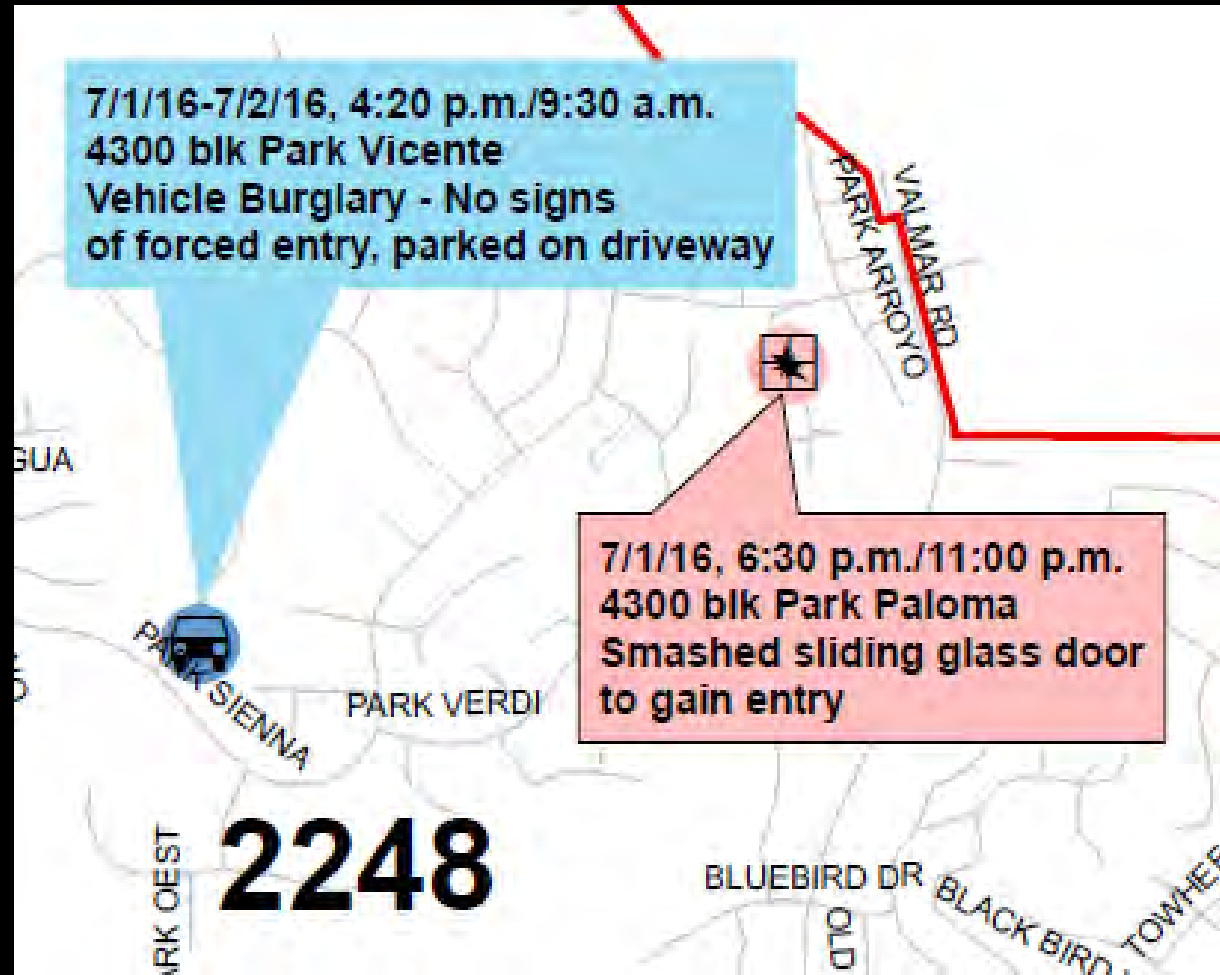 7/1/16-7/2/16, 4:20 p.m./9:30 a.m.
4300 blk Park Vicente
Vehicle Burglary - No signs
of forced entry, parked on driveway
VALMAR RD
PARK ARROYO
GUA
7/1/16, 6:30 p.m./11:00 p.m.
4300 blk Park Paloma
Smashed sliding glass door
to gain entry
PARK SIENNA
PARK VERDI
2248
ARK OEST
BLUEBIRD DR
BLACK BIRD
OLD
TOWHEE